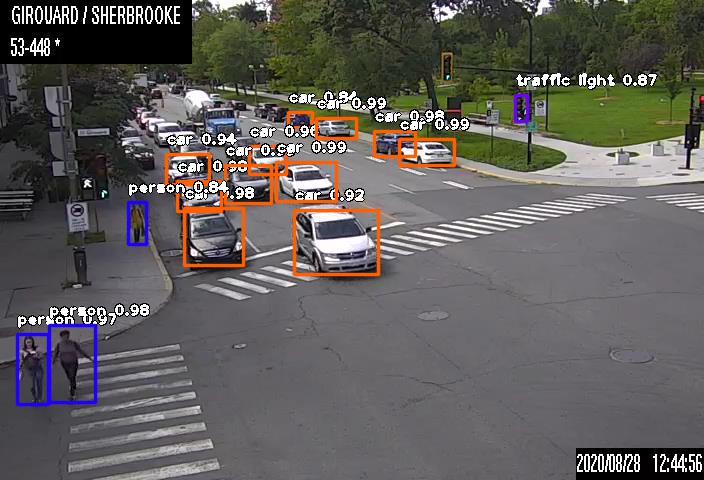 GIROUARD / SHERBROOKE
53-448 *
traffic light 0.87
car 0.84
car 0.99
car 0.98
car 0.99
car 0.96
car 0.94
car 0.99
car 0.98
person 0.84
car 0.98
car 0.92
person 0.98
person 0.97
2020/08/28 12:44:56